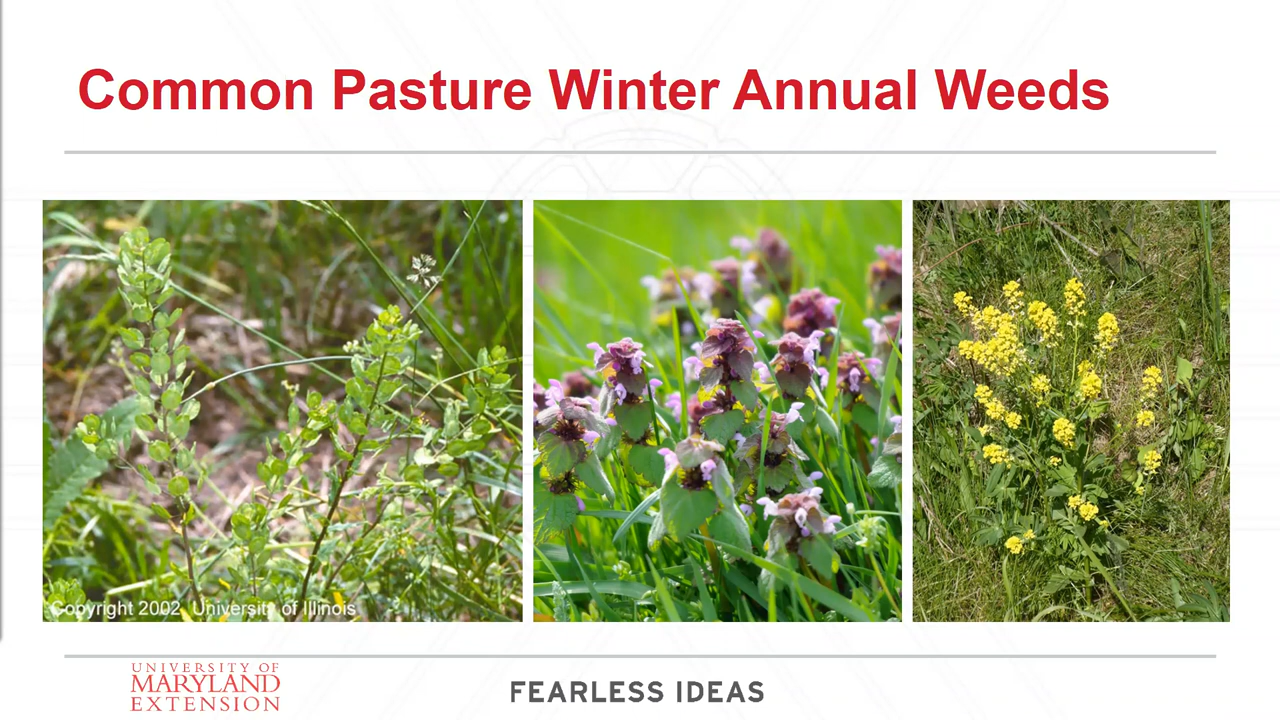 Common Pasture Winter Annual Weeds
Copyright 2002 University of Illinois
UNIVERSITY OF
MARYLAND
EXTENSION
FEARLESS IDEAS